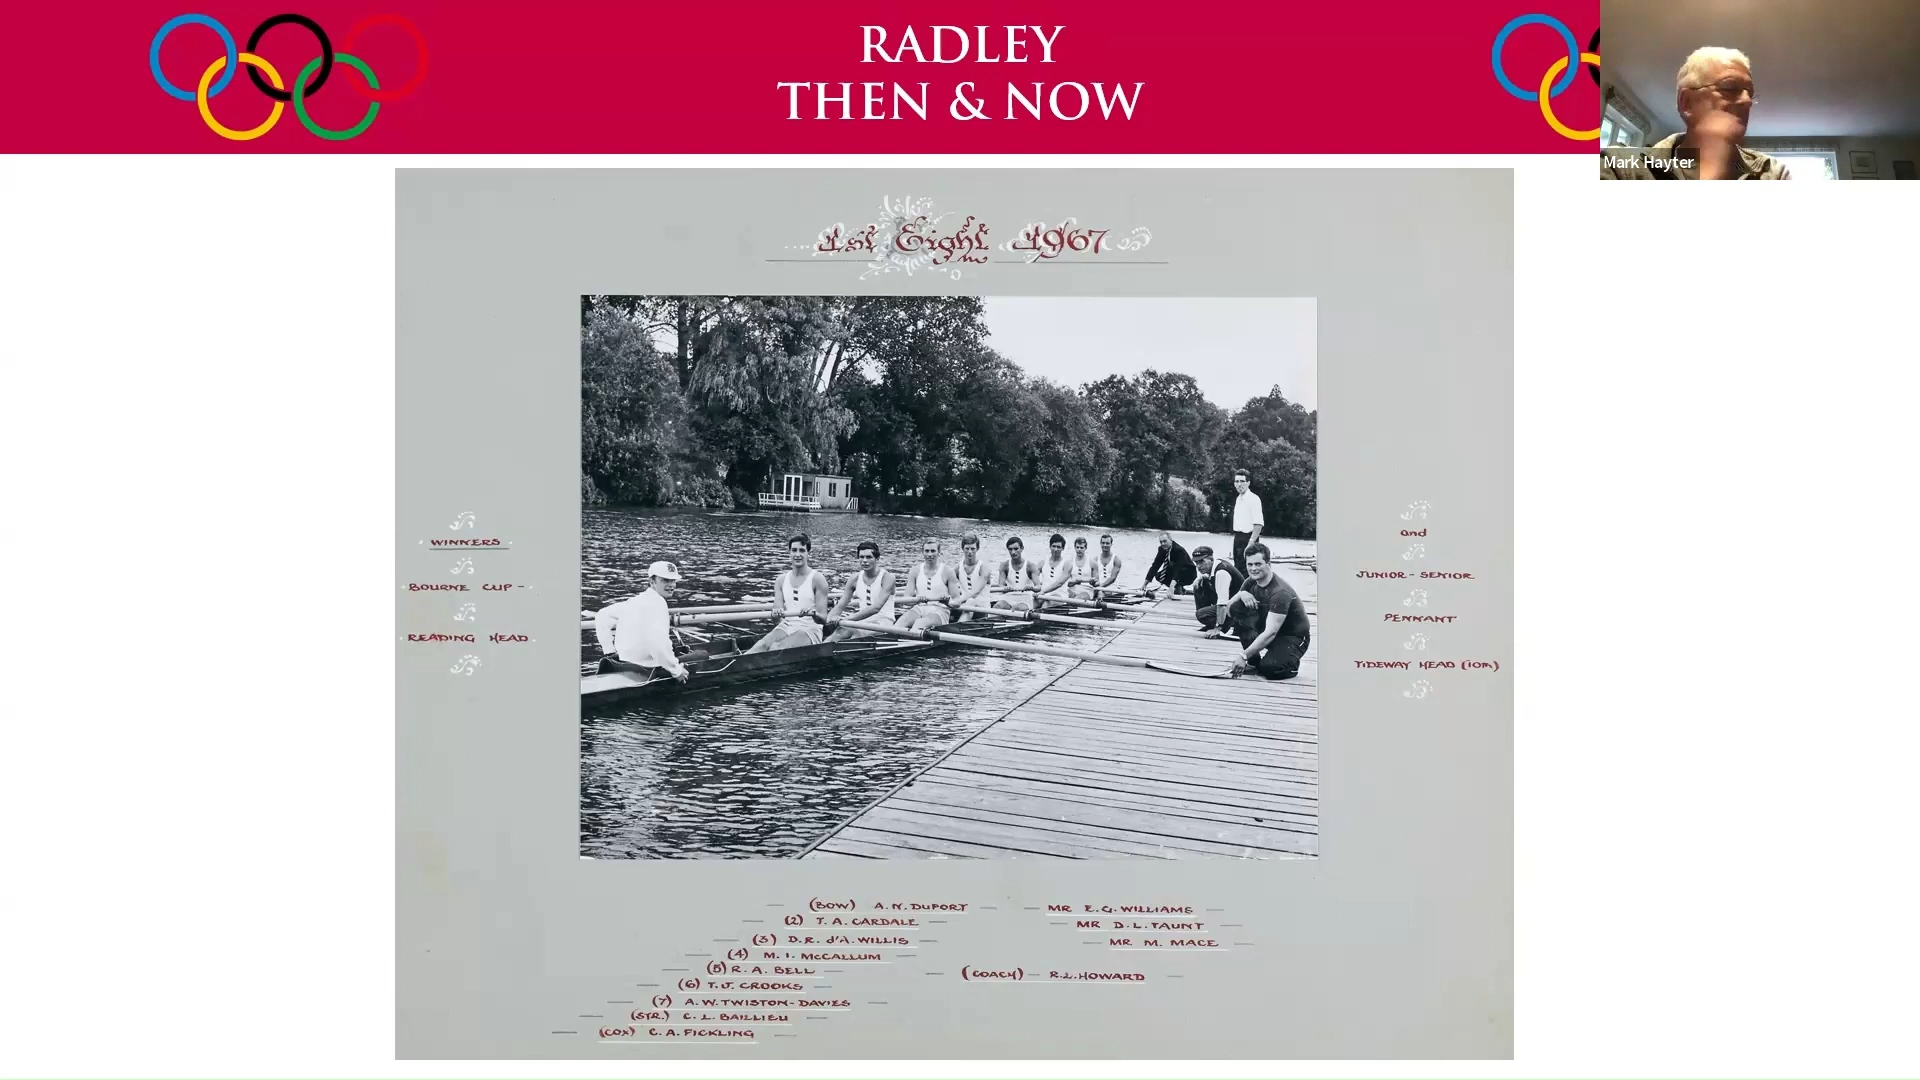 RADLEY
THEN & NOW
Mark Hayter
1st Eight 1967
WINNERS
BOURNE CUP -
READING HEAD
and
JUNIOR - SENIOR
PENNANT
TIDEWAY HEAD (10th)
(BOW) A.N. DUPORT
(2) T. A. CARDALE
(3) D.R. d'A. WILLIS
(4) M. I. McCALLUM
(5) R. A. BELL
(6) T.J. CROOKS
(7) A.W. TWISTON-DAVIES
(STR.) C. L. BAILLIEU
(COX) C. A. FICKLING
MR E.G. WILLIAMS
MR D.L. TAUNT
MR M. MACE
(COACH) - R.L. HOWARD